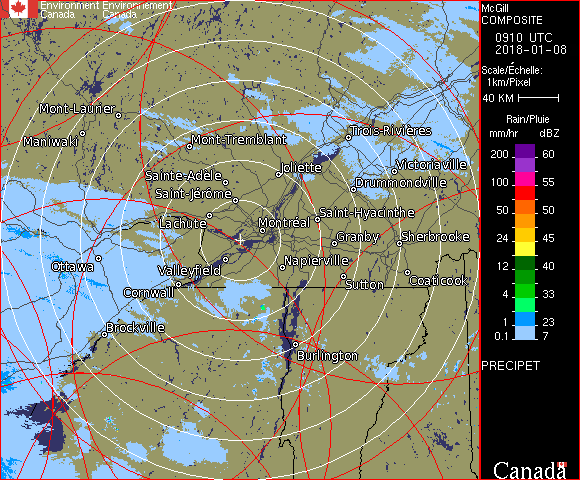 Environment Environnement
Canada Canada
McGill
COMPOSITE
0910 UTC
2018-01-08
Scale/Échelle:
1km/Pixel
40 KM
Rain/Pluie
mm/hr dBZ
200 60
100 55
50 50
24 45
12 40
4 33
1 23
0.1 7
PRECIPET
Canada
Mont-Laurier
Maniwaki
Mont-Tremblant
Trois-Rivières
Joliette
Victoriaville
Sainte-Adèle
Drummondville
Saint-Jérôme
Saint-Hyacinthe
Lachute
Montréal
Granby
Sherbrooke
Ottawa
Valleyfield
Napierville
Cornwall
Sutton
Coaticook
Brockville
Burlington